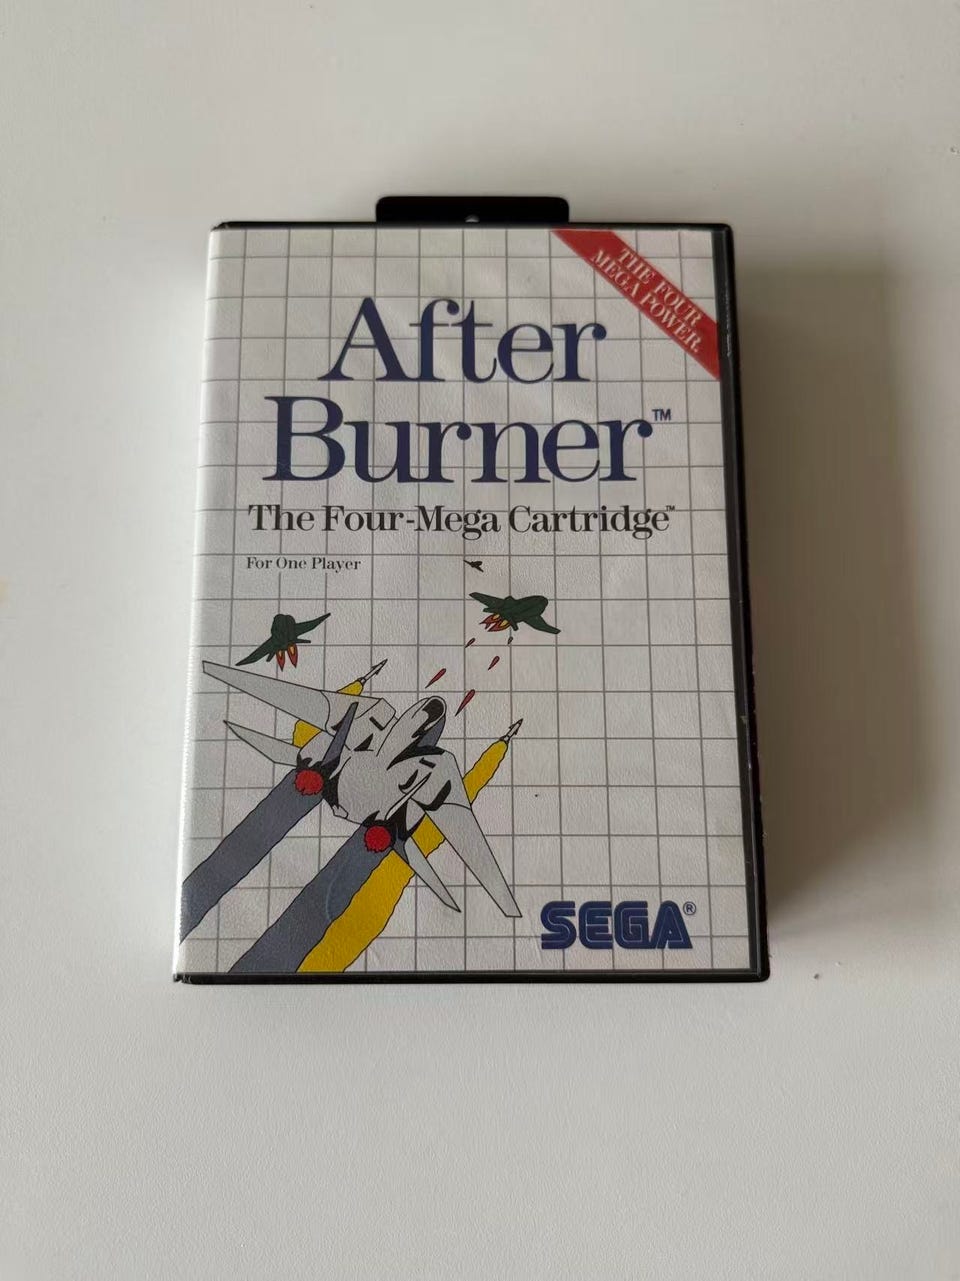 THE FOUR
MEGA POWER.
After
Burner™
The Four-Mega Cartridge™
For One Player
SEGA®